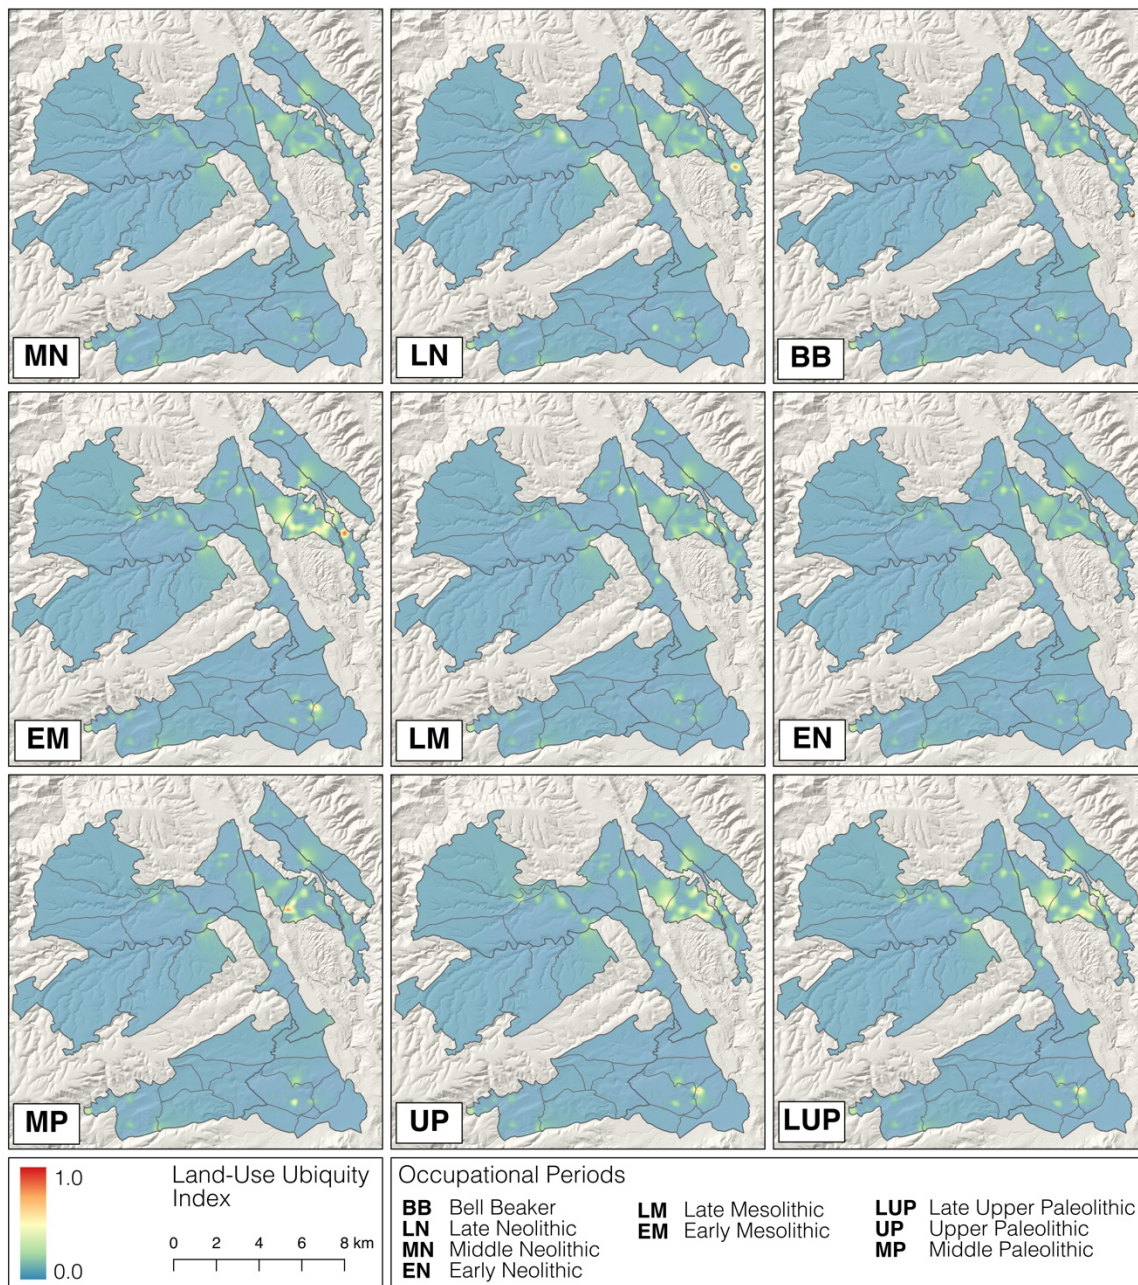 MN
LN
BB
EM
LM
EN
MP
UP
LUP
1.0
0.0
Land-Use Ubiquity
Index
0 2 4 6 8 km
Occupational Periods
BB Bell Beaker
LN Late Neolithic
MN Middle Neolithic
EN Early Neolithic
LM Late Mesolithic
EM Early Mesolithic
LUP Late Upper Paleolithic
UP Upper Paleolithic
MP Middle Paleolithic